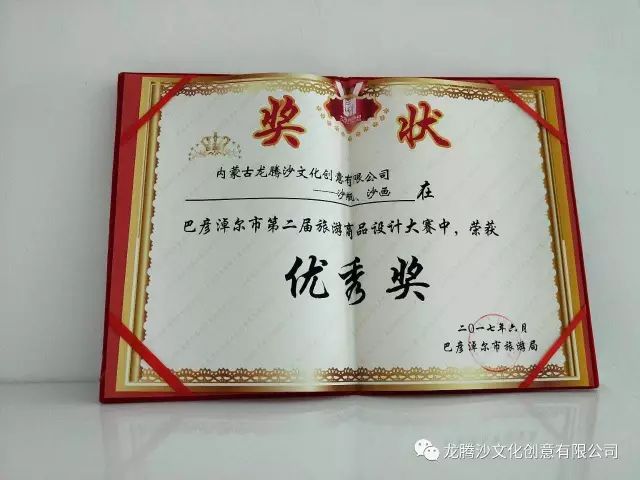 奖 状
内蒙古龙腾沙文化创意有限公司
——沙瓶、沙画 在
巴彦淖尔市第二届旅游商品设计大赛中，荣获
优秀奖
二〇一七年六月
巴彦淖尔市旅游局
龙腾沙文化创意有限公司